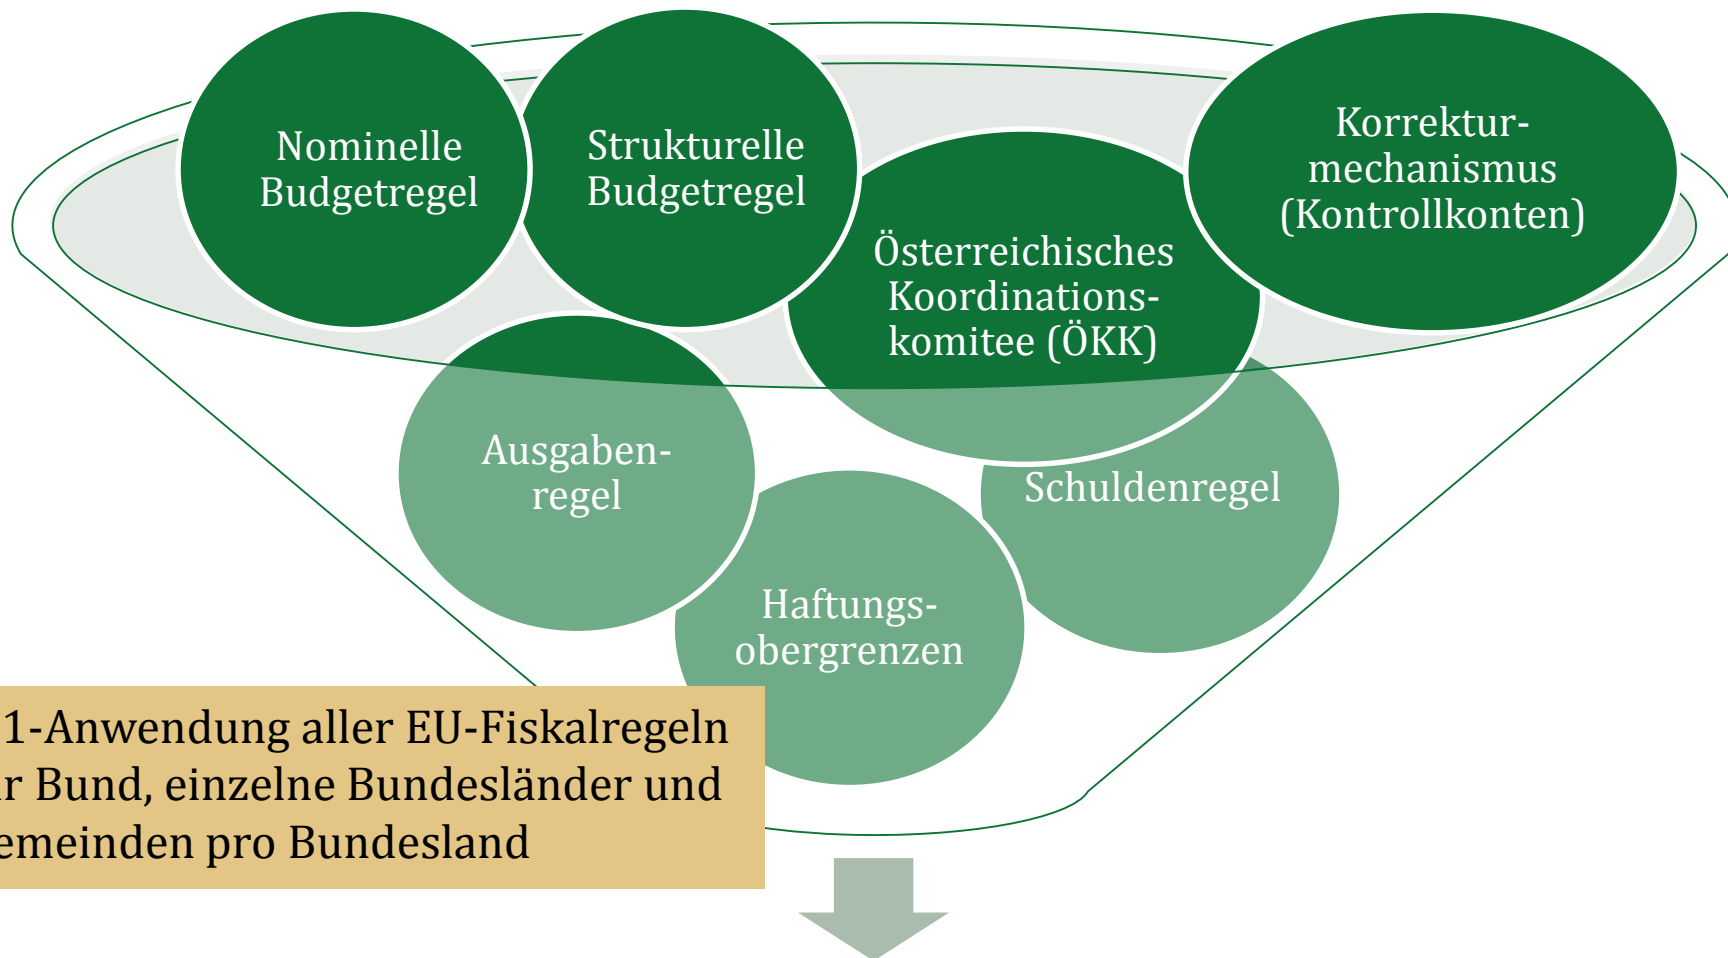 Nominelle
Budgetregel
Strukturelle
Budgetregel
Österreichisches
Koordinations-
komitee (ÖKK)
Korrektur-
mechanismus
(Kontrollkonten)
Ausgaben-
regel
Schuldenregel
Haftungs-
obergrenzen
1-Anwendung aller EU-Fiskalregeln
r Bund, einzelne Bundesländer und
emeinden pro Bundesland